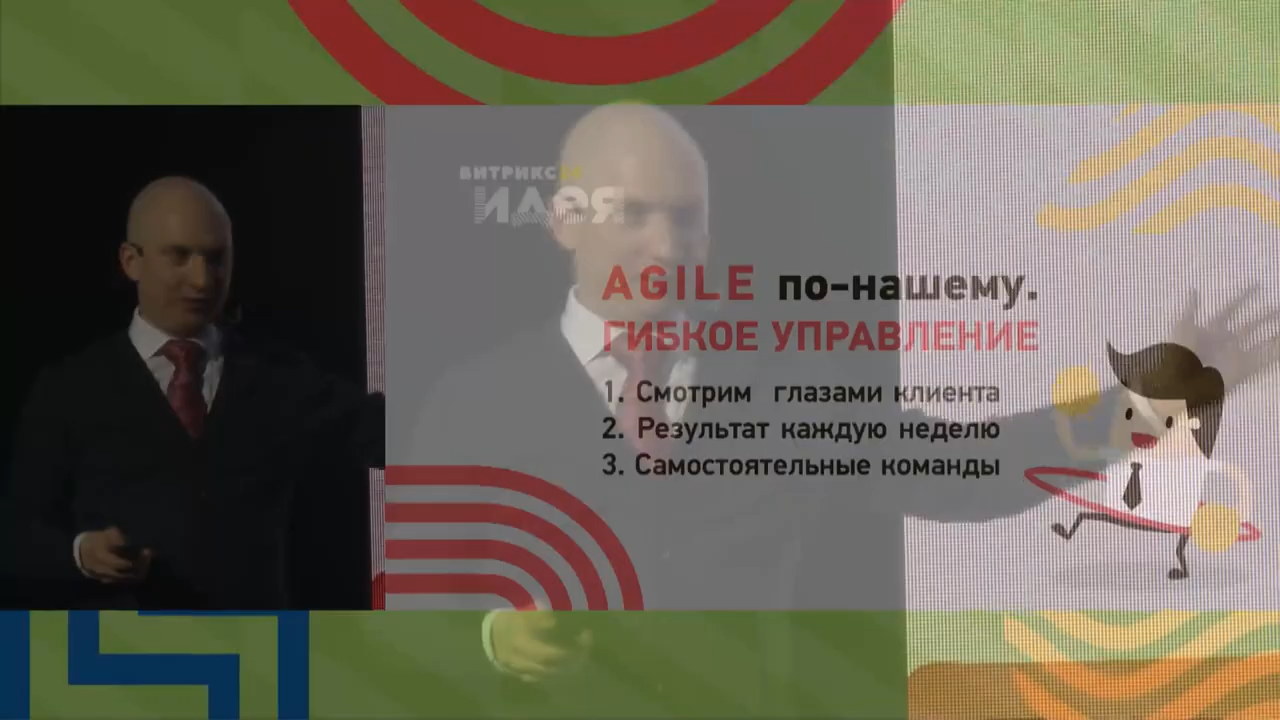 БИТРИКС24
ИДЕЯ
AGILE по-нашему.
ГИБКОЕ УПРАВЛЕНИЕ
1. Смотрим глазами клиента
2. Результат каждую неделю
3. Самостоятельные команды